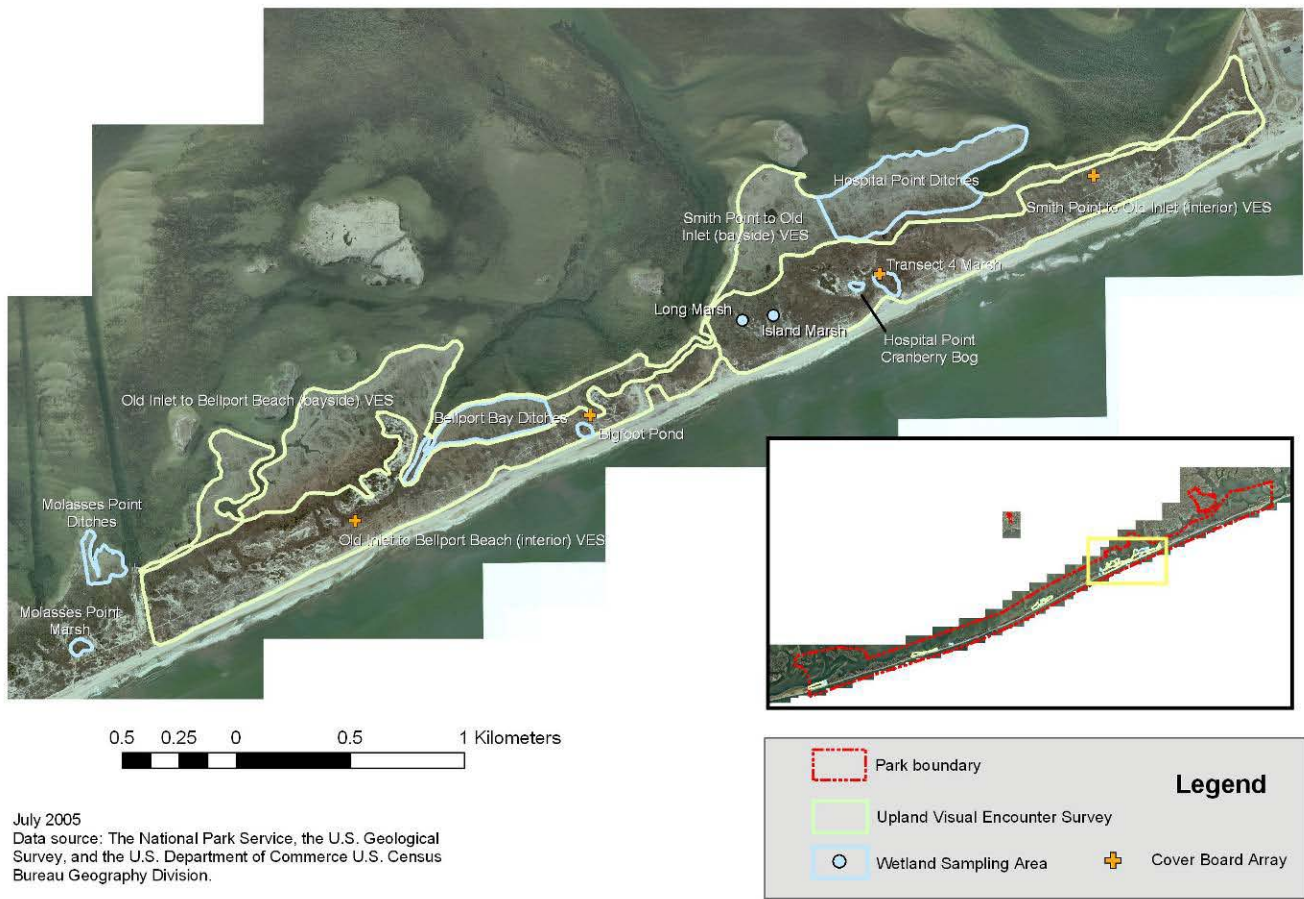 Hospital Point Ditches
Smith Point to Old Inlet (interior) VES
Smith Point to Old
Inlet (bayside) VES
Transect 4 Marsh
Long Marsh
Island Marsh
Hospital Point
Cranberry Bog
Old Inlet to Bellport Beach (bayside) VES
Bellport Bay Ditches
Bigfoot Pond
Molasses Point
Ditches
Old Inlet to Bellport Beach (interior) VES
Molasses Point
Marsh
0.5 0.25 0 0.5 1 Kilometers
July 2005
Data source: The National Park Service, the U.S. Geological
Survey, and the U.S. Department of Commerce U.S. Census
Bureau Geography Division.
Legend
Park boundary
Upland Visual Encounter Survey
Wetland Sampling Area
Cover Board Array